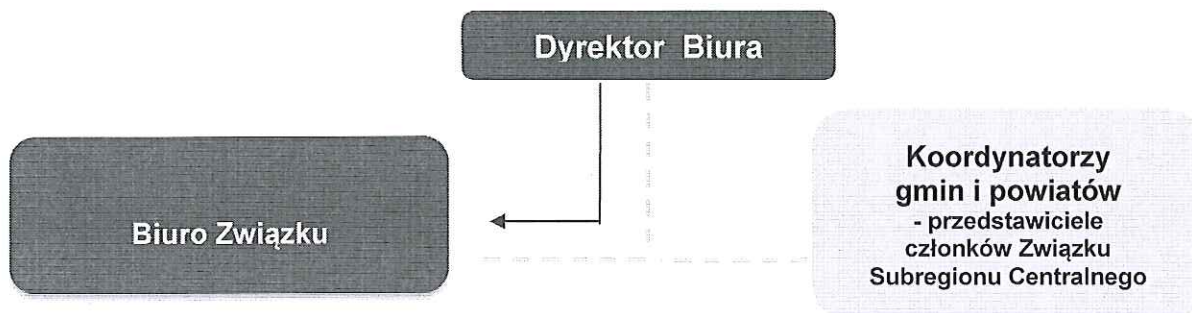 Dyrektor Biura
Biuro Związku
Koordynatorzy
gmin i powiatów
- przedstawiciele
członków Związku
Subregionu Centralnego